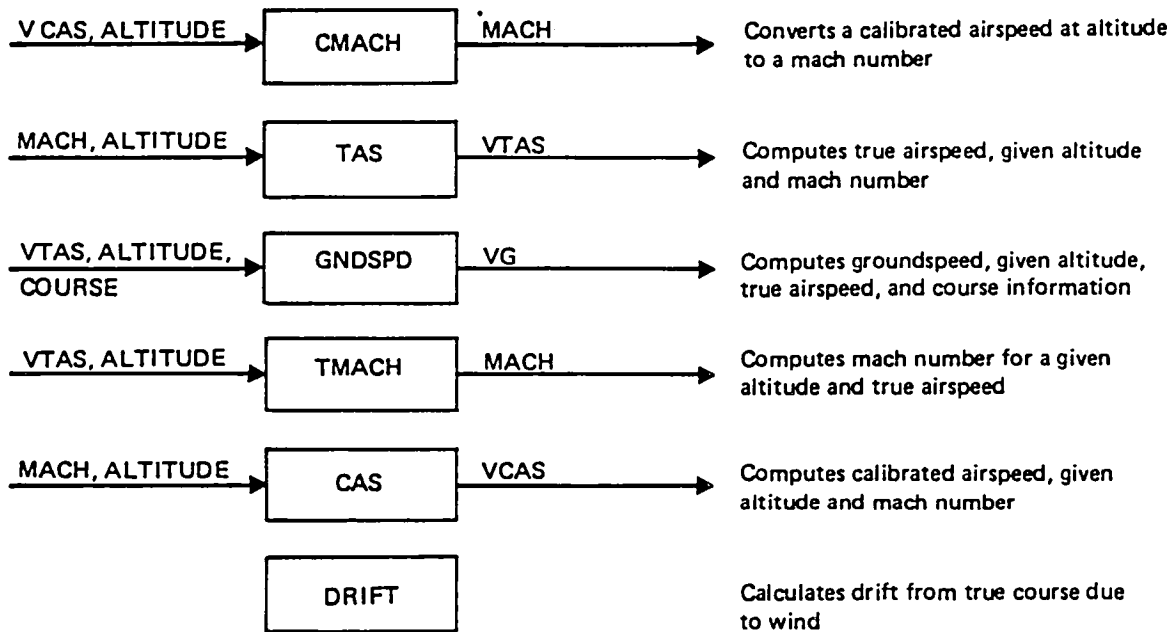 V CAS, ALTITUDE
CMACH
MACH
Converts a calibrated airspeed at altitude
to a mach number
MACH, ALTITUDE
TAS
VTAS
Computes true airspeed, given altitude
and mach number
VTAS, ALTITUDE,
COURSE
GNDSPD
VG
Computes groundspeed, given altitude,
true airspeed, and course information
VTAS, ALTITUDE
TMACH
MACH
Computes mach number for a given
altitude and true airspeed
MACH, ALTITUDE
CAS
VCAS
Computes calibrated airspeed, given
altitude and mach number
DRIFT
Calculates drift from true course due
to wind